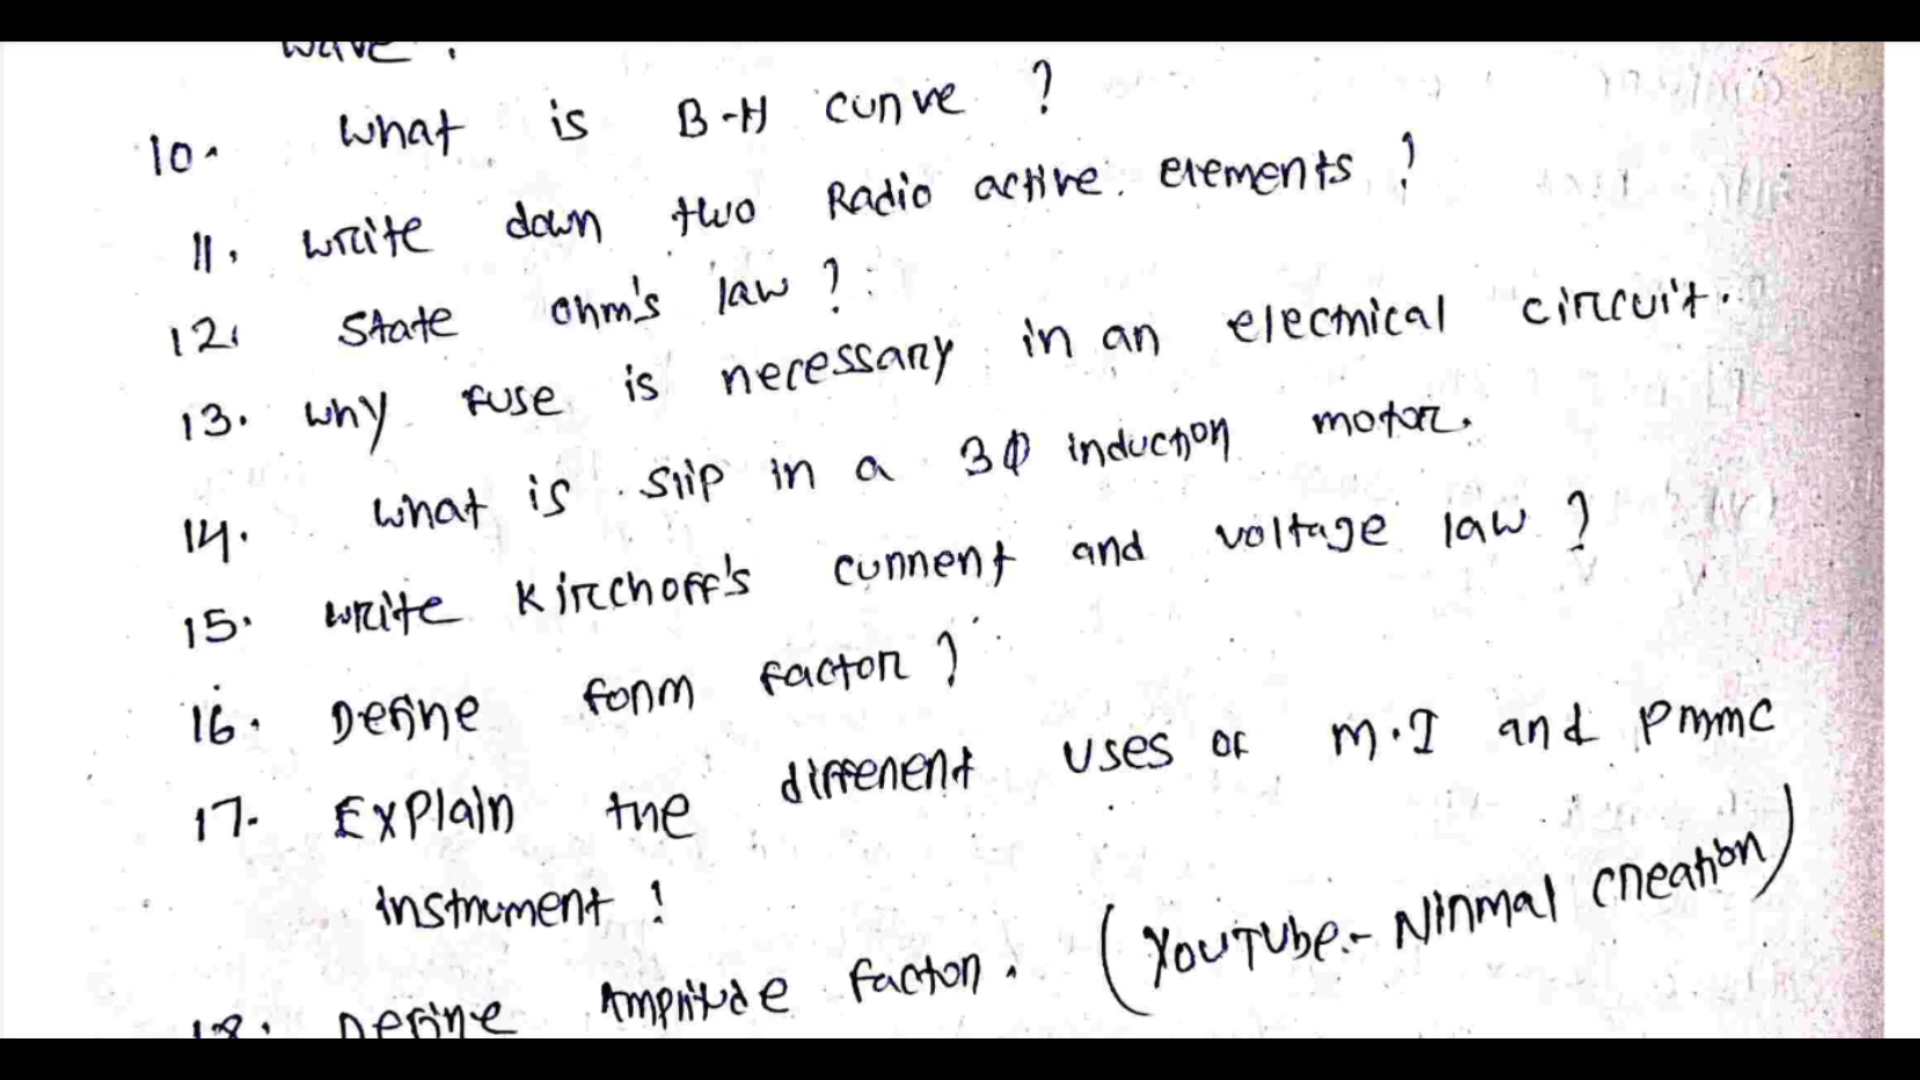 wave.
10. What is B-H curve ?
11. write down two Radio active. elements ?
12. State ohm's law ?
13. why fuse is necessary in an electrical circuit.
14. what is slip in a 3Φ induction motor.
15. write Kirchoff's current and voltage law ?
16. Define form factor ?
17. Explain the different uses of M.I and PMMC
instrument !
18. Define Amplitude factor. (YouTube.- Nirmal Creation)